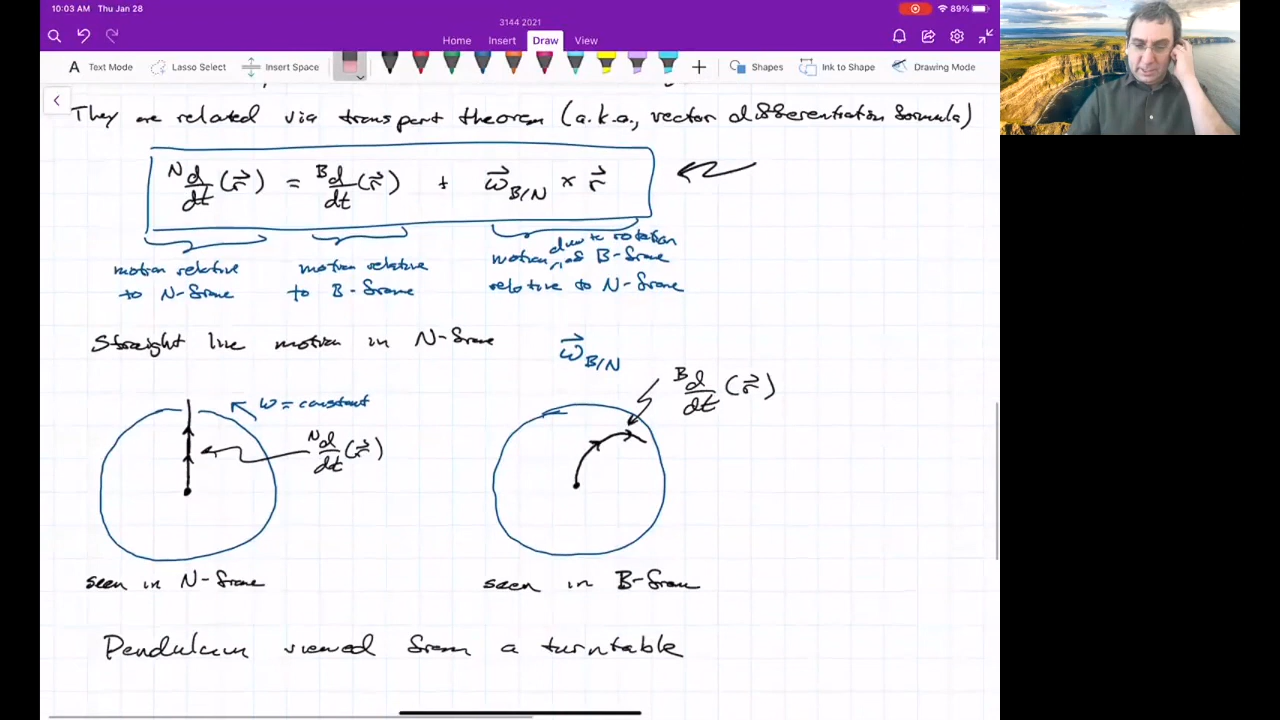 10:03 AM Thu Jan 28
89%
3144 2021
Home Insert Draw View
A Text Mode Lasso Select Insert Space Shapes Ink to Shape Drawing Mode
They are related via transport theorem (a.k.a., vector differentiation formula)
ᴺd/dt(r⃗) = ᴮd/dt(r⃗) + ω⃗_B/N × r⃗
motion relative to N-frame
motion relative to B-frame
motion due to rotation of B-frame relative to N-frame
Straight line motion in N-frame
ω⃗_B/N
ω = constant
ᴺd/dt(r⃗)
ᴮd/dt(r⃗)
seen in N-frame
seen in B-frame
Pendulum viewed from a turntable